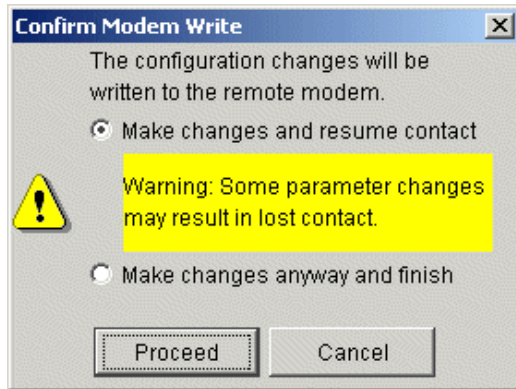 Confirm Modem Write
The configuration changes will be
written to the remote modem.
Make changes and resume contact
Warning: Some parameter changes
may result in lost contact.
Make changes anyway and finish
Proceed
Cancel